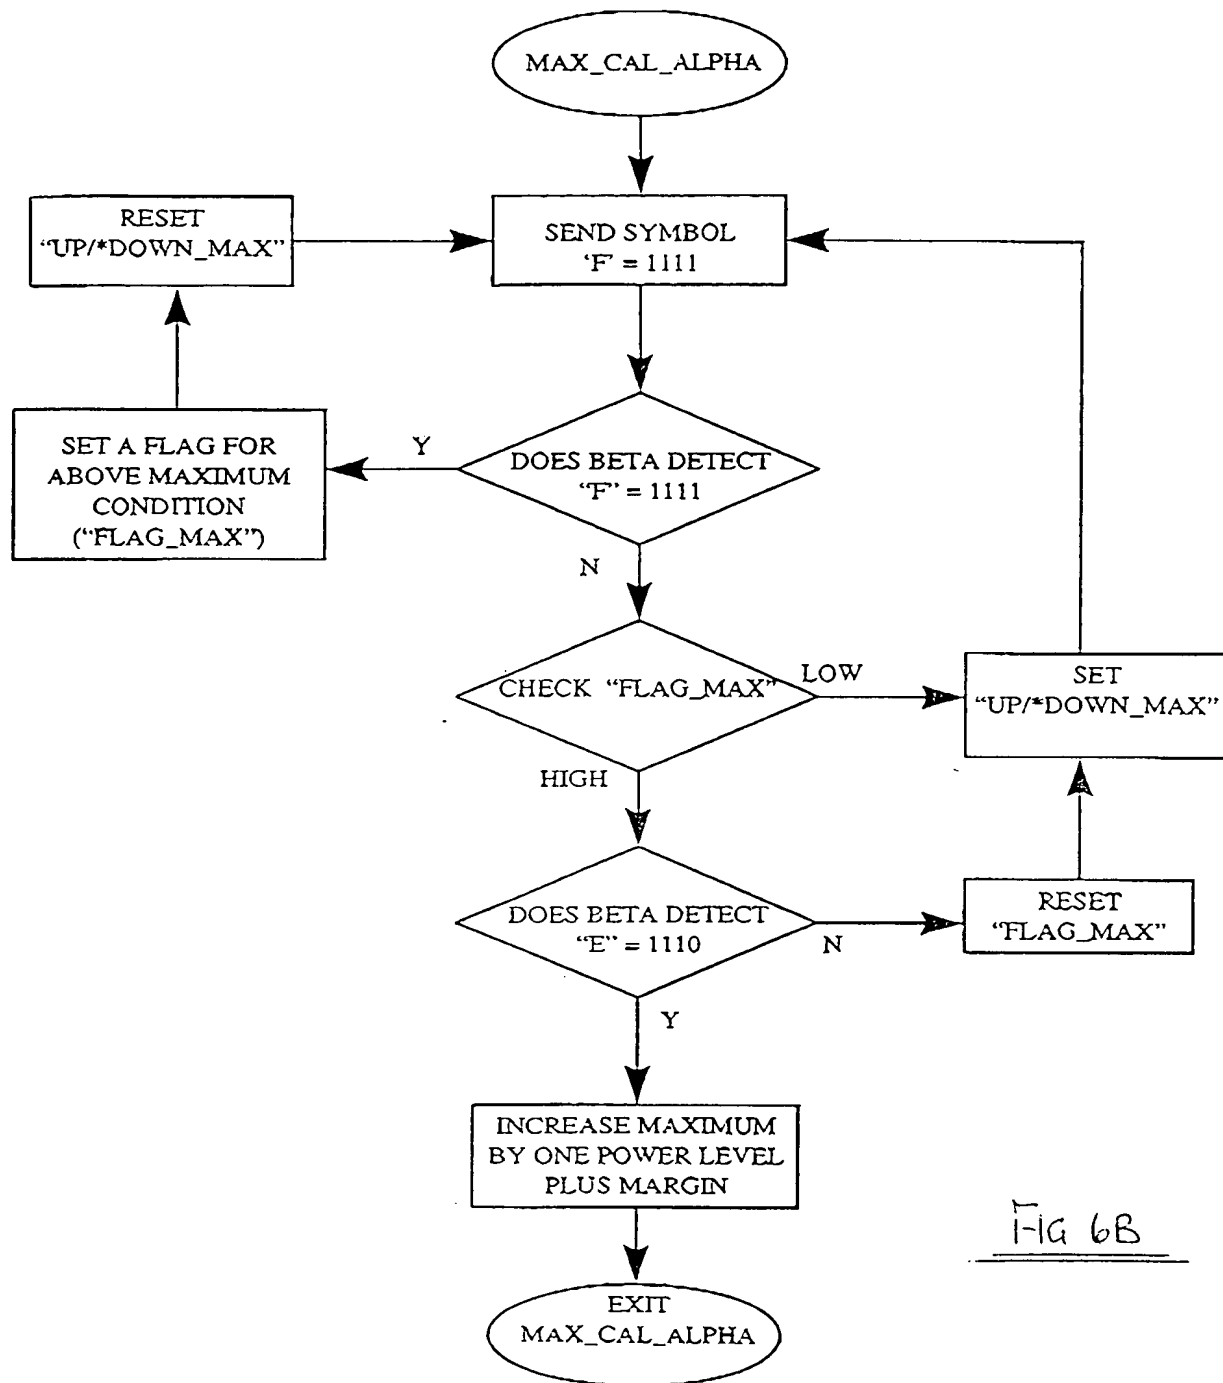 MAX_CAL_ALPHA
RESET
“UP/*DOWN_MAX”
SEND SYMBOL
‘F’ = 1111
SET A FLAG FOR
ABOVE MAXIMUM
CONDITION
(“FLAG_MAX”)
Y
DOES BETA DETECT
“F” = 1111
N
CHECK “FLAG_MAX”
LOW
SET
“UP/*DOWN_MAX”
HIGH
DOES BETA DETECT
“E” = 1110
N
RESET
“FLAG_MAX”
Y
INCREASE MAXIMUM
BY ONE POWER LEVEL
PLUS MARGIN
EXIT
MAX_CAL_ALPHA
FIG 6B